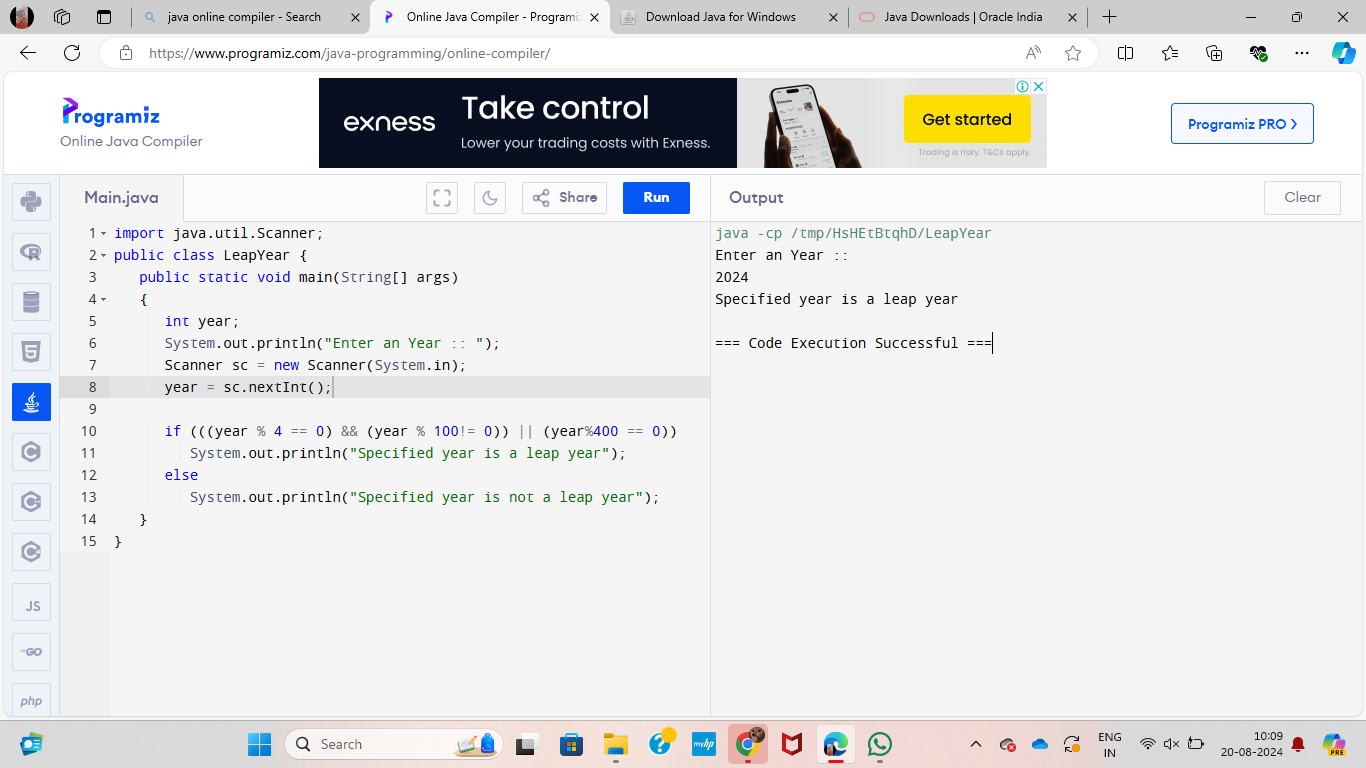 java online compiler - Search
Online Java Compiler - Programiz
Download Java for Windows
Java Downloads | Oracle India
https://www.programiz.com/java-programming/online-compiler/
Programiz
Online Java Compiler
exness
Take control
Lower your trading costs with Exness.
Get started
Trading is risky. T&Cs apply.
Programiz PRO >
Main.java
Share
Run
Output
Clear
1 import java.util.Scanner;
2 public class LeapYear {
3 public static void main(String[] args)
4 {
5 int year;
6 System.out.println("Enter an Year :: ");
7 Scanner sc = new Scanner(System.in);
8 year = sc.nextInt();
9
10 if (((year % 4 == 0) && (year % 100!= 0)) || (year%400 == 0))
11 System.out.println("Specified year is a leap year");
12 else
13 System.out.println("Specified year is not a leap year");
14 }
15 }
java -cp /tmp/HsHEtBtqhD/LeapYear
Enter an Year ::
2024
Specified year is a leap year
=== Code Execution Successful ===
JS
GO
php
Search
myhp
ENG
IN
10:09
20-08-2024
PRE